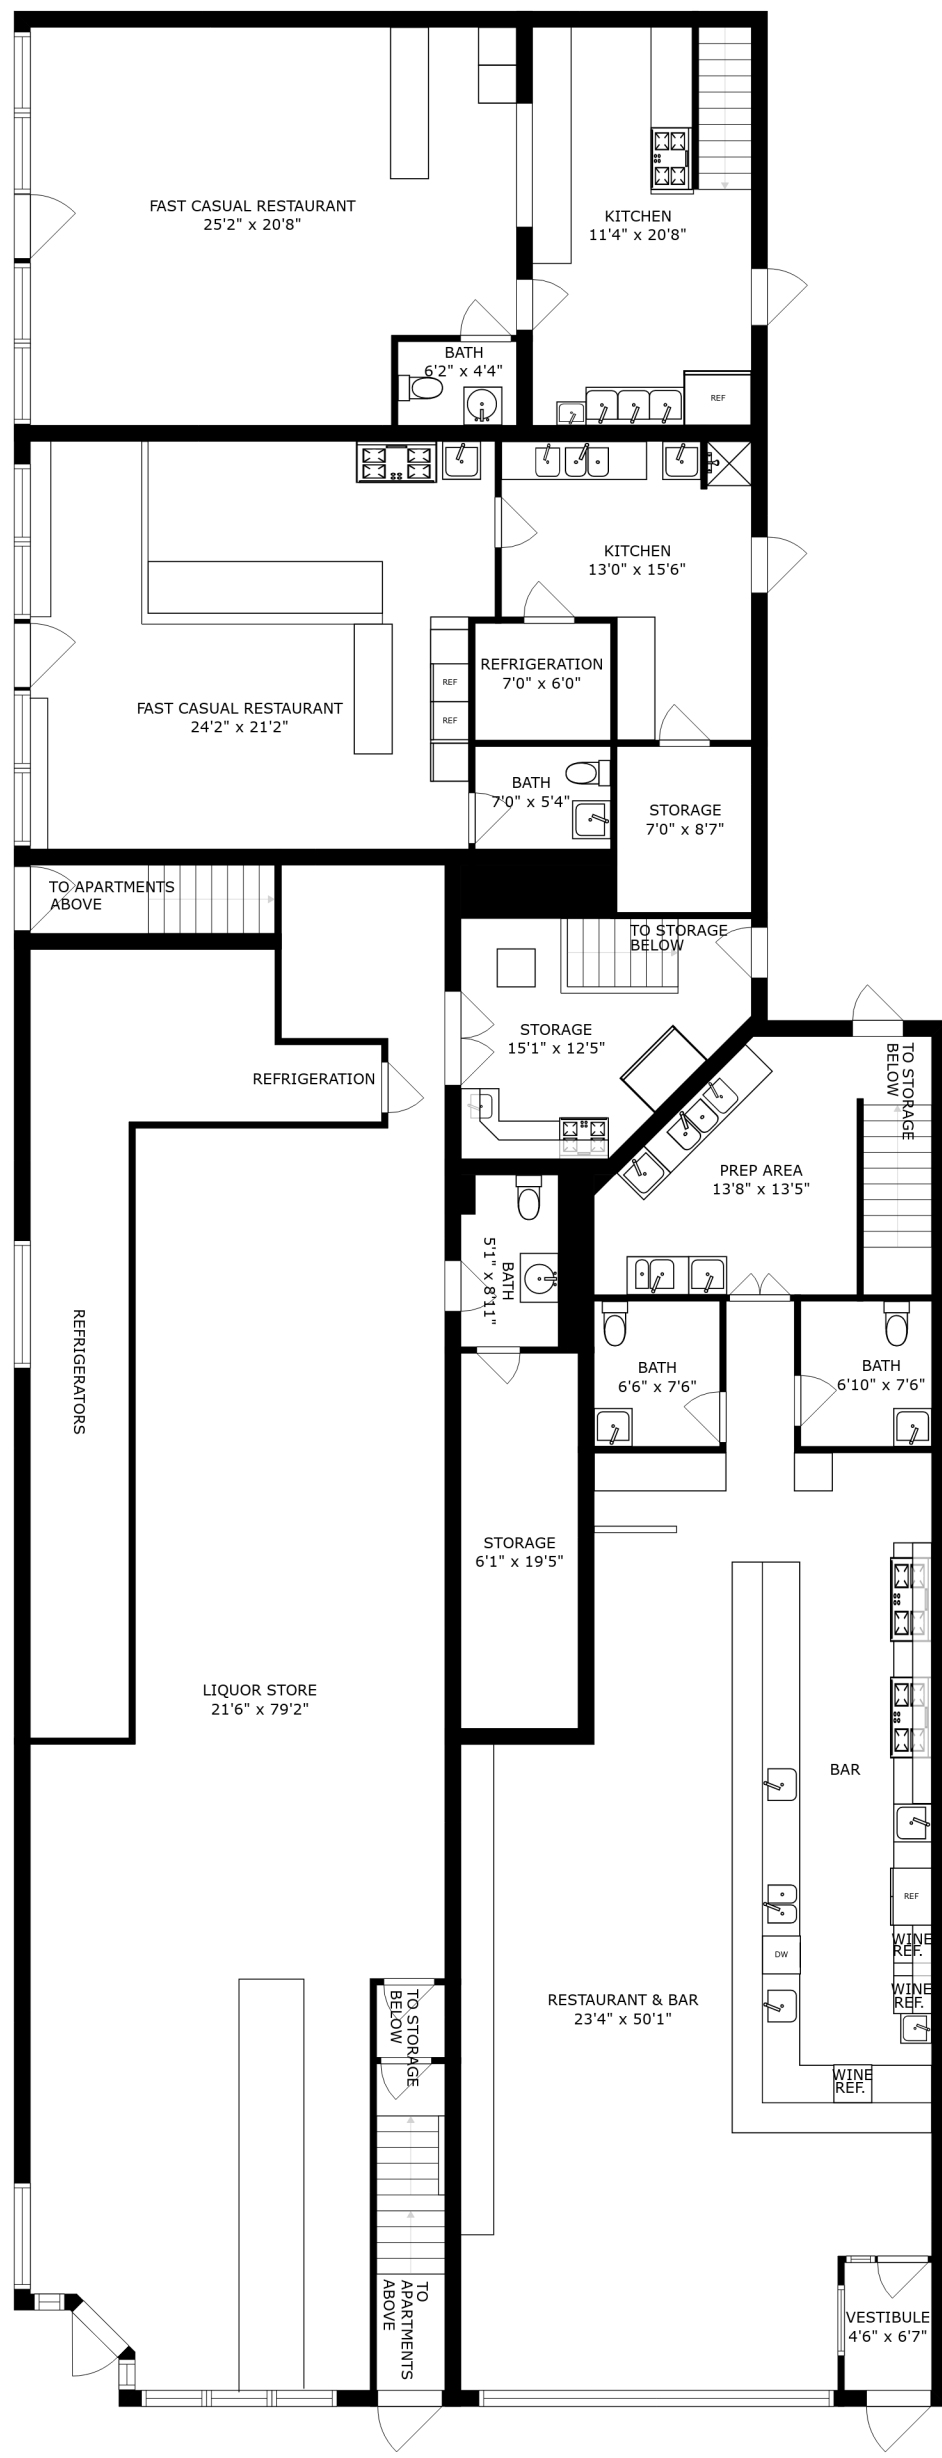 FAST CASUAL RESTAURANT
25'2" x 20'8"
KITCHEN
11'4" x 20'8"
BATH
6'2" x 4'4"
REF
KITCHEN
13'0" x 15'6"
REFRIGERATION
7'0" x 6'0"
REF
REF
FAST CASUAL RESTAURANT
24'2" x 21'2"
BATH
7'0" x 5'4"
STORAGE
7'0" x 8'7"
TO APARTMENTS
ABOVE
TO STORAGE
BELOW
STORAGE
15'1" x 12'5"
REFRIGERATION
TO STORAGE
BELOW
PREP AREA
13'8" x 13'5"
BATH
5'1" x 8'11"
REFRIGERATORS
BATH
6'6" x 7'6"
BATH
6'10" x 7'6"
STORAGE
6'1" x 19'5"
LIQUOR STORE
21'6" x 79'2"
BAR
REF
WINE
REF.
DW
WINE
REF.
RESTAURANT & BAR
23'4" x 50'1"
TO STORAGE
BELOW
WINE
REF.
TO
APARTMENTS
ABOVE
VESTIBULE
4'6" x 6'7"